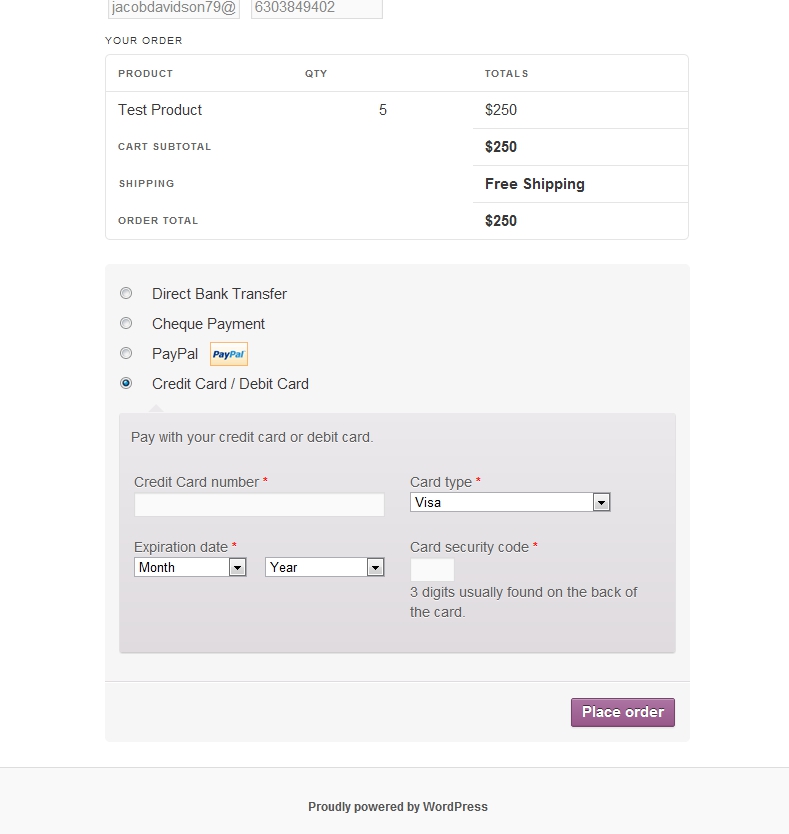 jacobdavidson79@ 6303849402
YOUR ORDER
PRODUCT QTY TOTALS
Test Product 5 $250
CART SUBTOTAL $250
SHIPPING Free Shipping
ORDER TOTAL $250
Direct Bank Transfer
Cheque Payment
PayPal PayPal
Credit Card / Debit Card
Pay with your credit card or debit card.
Credit Card number * Card type *
Visa
Expiration date * Card security code *
Month Year
3 digits usually found on the back of
the card.
Place order
Proudly powered by WordPress